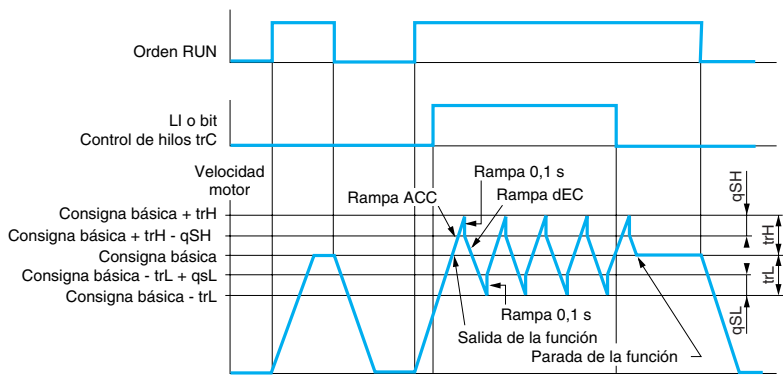 Orden RUN
LI o bit
Control de hilos trC
Velocidad
motor
Rampa 0,1 s
Rampa ACC
Rampa dEC
qSH
Consigna básica + trH
Consigna básica + trH - qSH
trH
Consigna básica
Consigna básica - trL + qsL
trL
Consigna básica - trL
Rampa 0,1 s
qSL
Salida de la función
Parada de la función